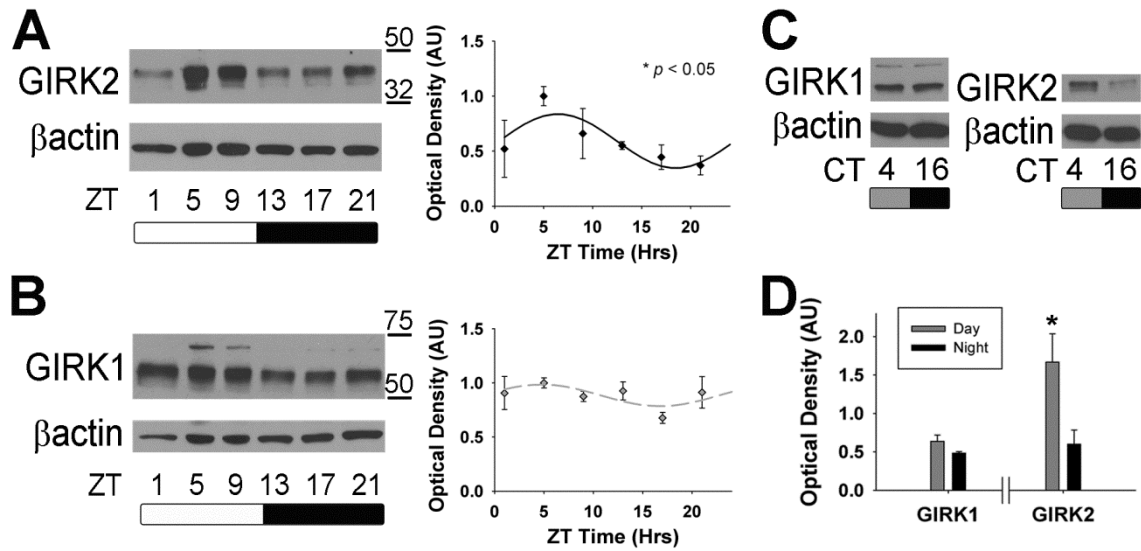 A
GIRK2
50
32
βactin
ZT 1 5 9 13 17 21
Optical Density (AU)
1.5
1.0
0.5
0.0
* p < 0.05
0 5 10 15 20
ZT Time (Hrs)
B
GIRK1
75
50
βactin
ZT 1 5 9 13 17 21
Optical Density (AU)
1.5
1.0
0.5
0.0
0 5 10 15 20
ZT Time (Hrs)
C
GIRK1
βactin
CT 4 16
GIRK2
βactin
CT 4 16
D
Optical Density (AU)
2.0
1.5
1.0
0.5
0.0
Day
Night
*
GIRK1 GIRK2